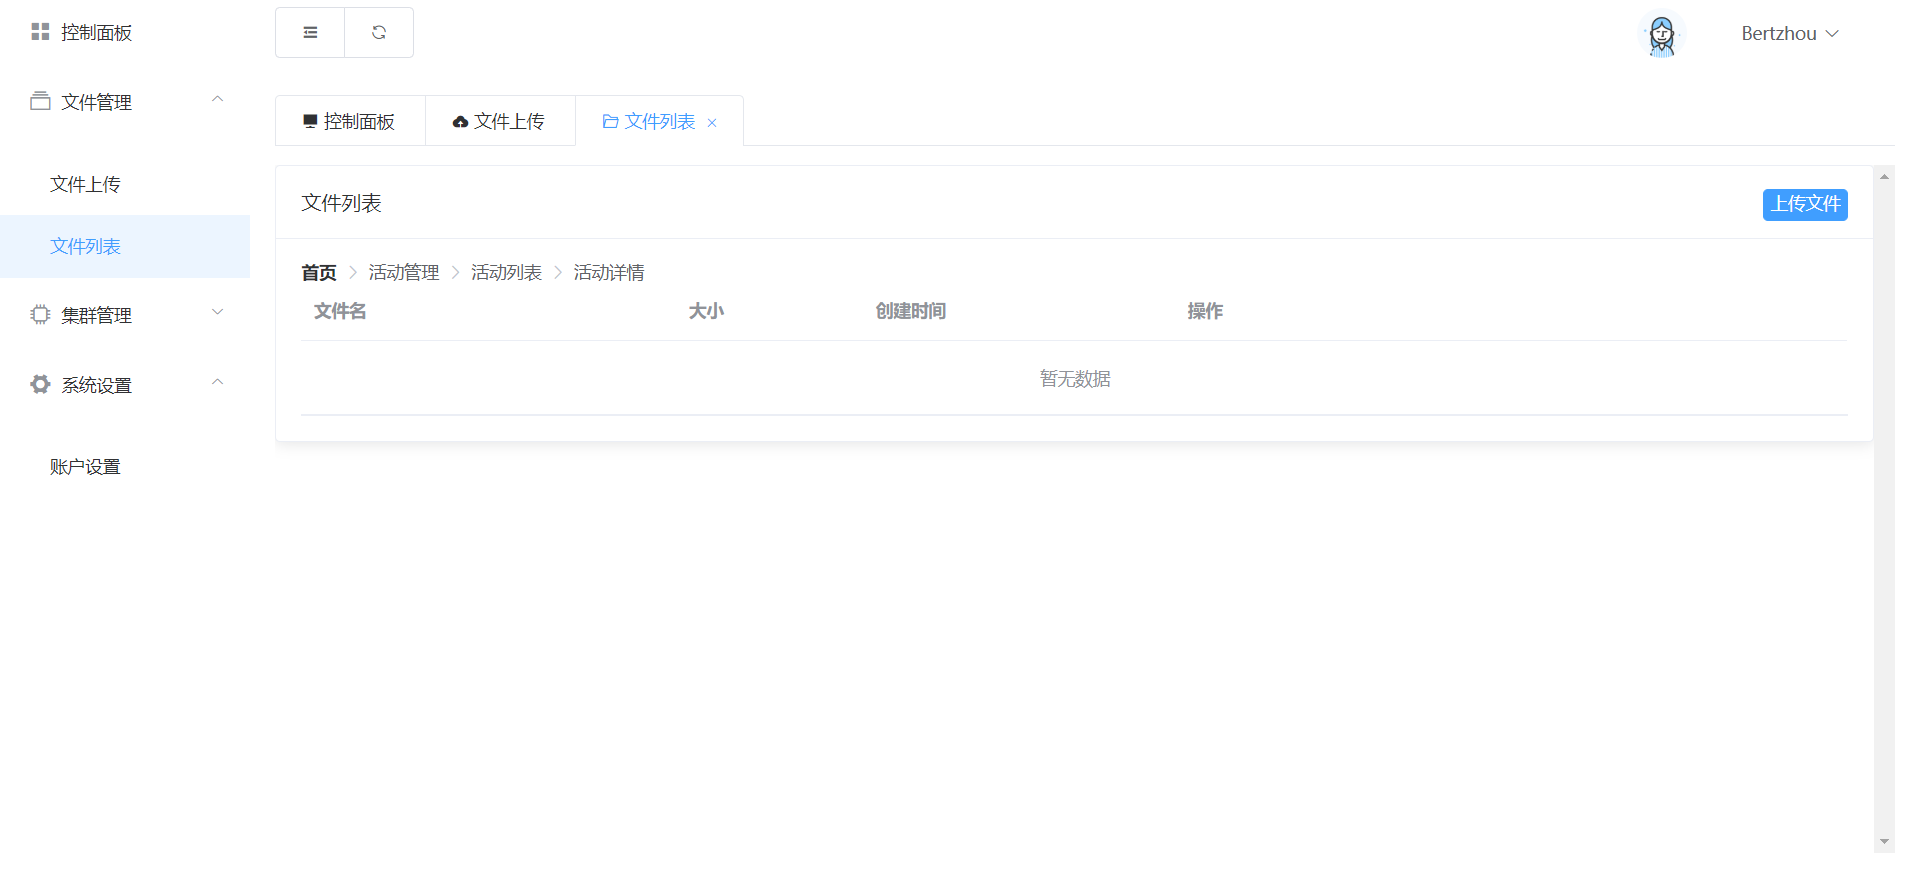 控制面板
文件管理
文件上传
文件列表
集群管理
系统设置
账户设置
Bertzhou
控制面板 文件上传 文件列表
文件列表 上传文件
首页 活动管理 活动列表 活动详情
文件名 大小 创建时间 操作
暂无数据